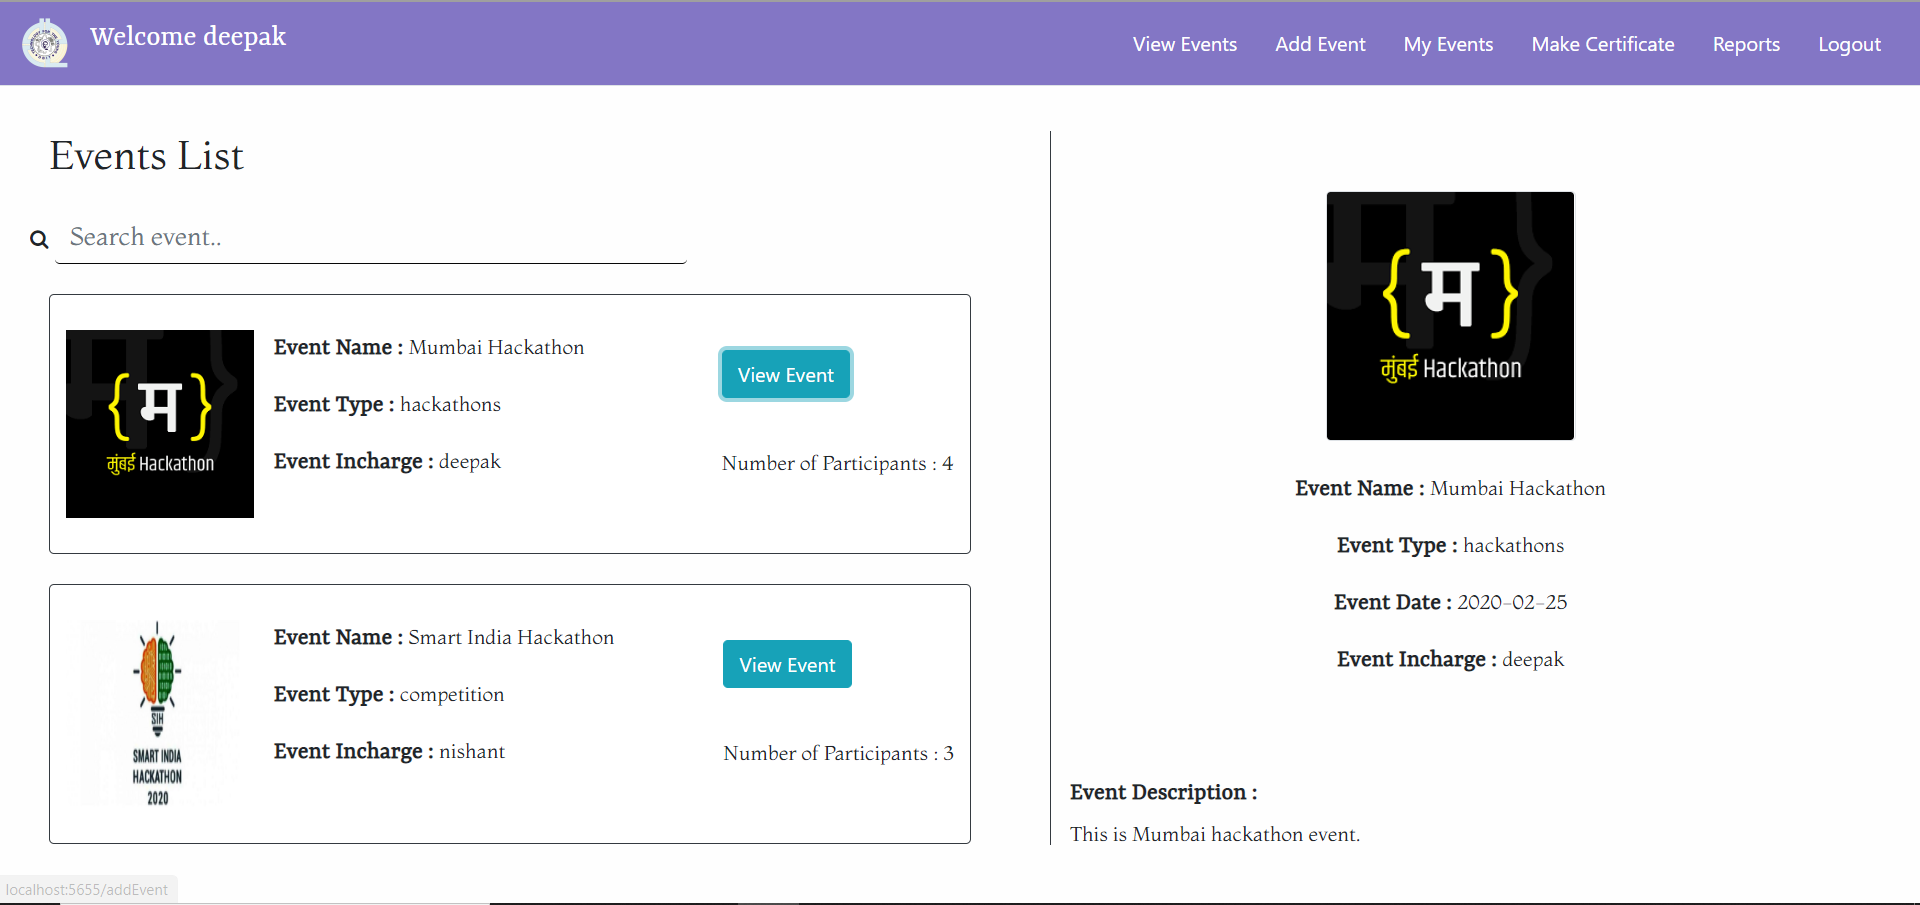 Welcome deepak
View Events
Add Event
My Events
Make Certificate
Reports
Logout
Events List
Search event..
{म}
मुंबई Hackathon
Event Name : Mumbai Hackathon
Event Type : hackathons
Event Incharge : deepak
View Event
Number of Participants : 4
SIH
SMART INDIA
HACKATHON
2020
Event Name : Smart India Hackathon
Event Type : competition
Event Incharge : nishant
View Event
Number of Participants : 3
{म}
मुंबई Hackathon
Event Name : Mumbai Hackathon
Event Type : hackathons
Event Date : 2020-02-25
Event Incharge : deepak
Event Description :
This is Mumbai hackathon event.
localhost:5655/addEvent